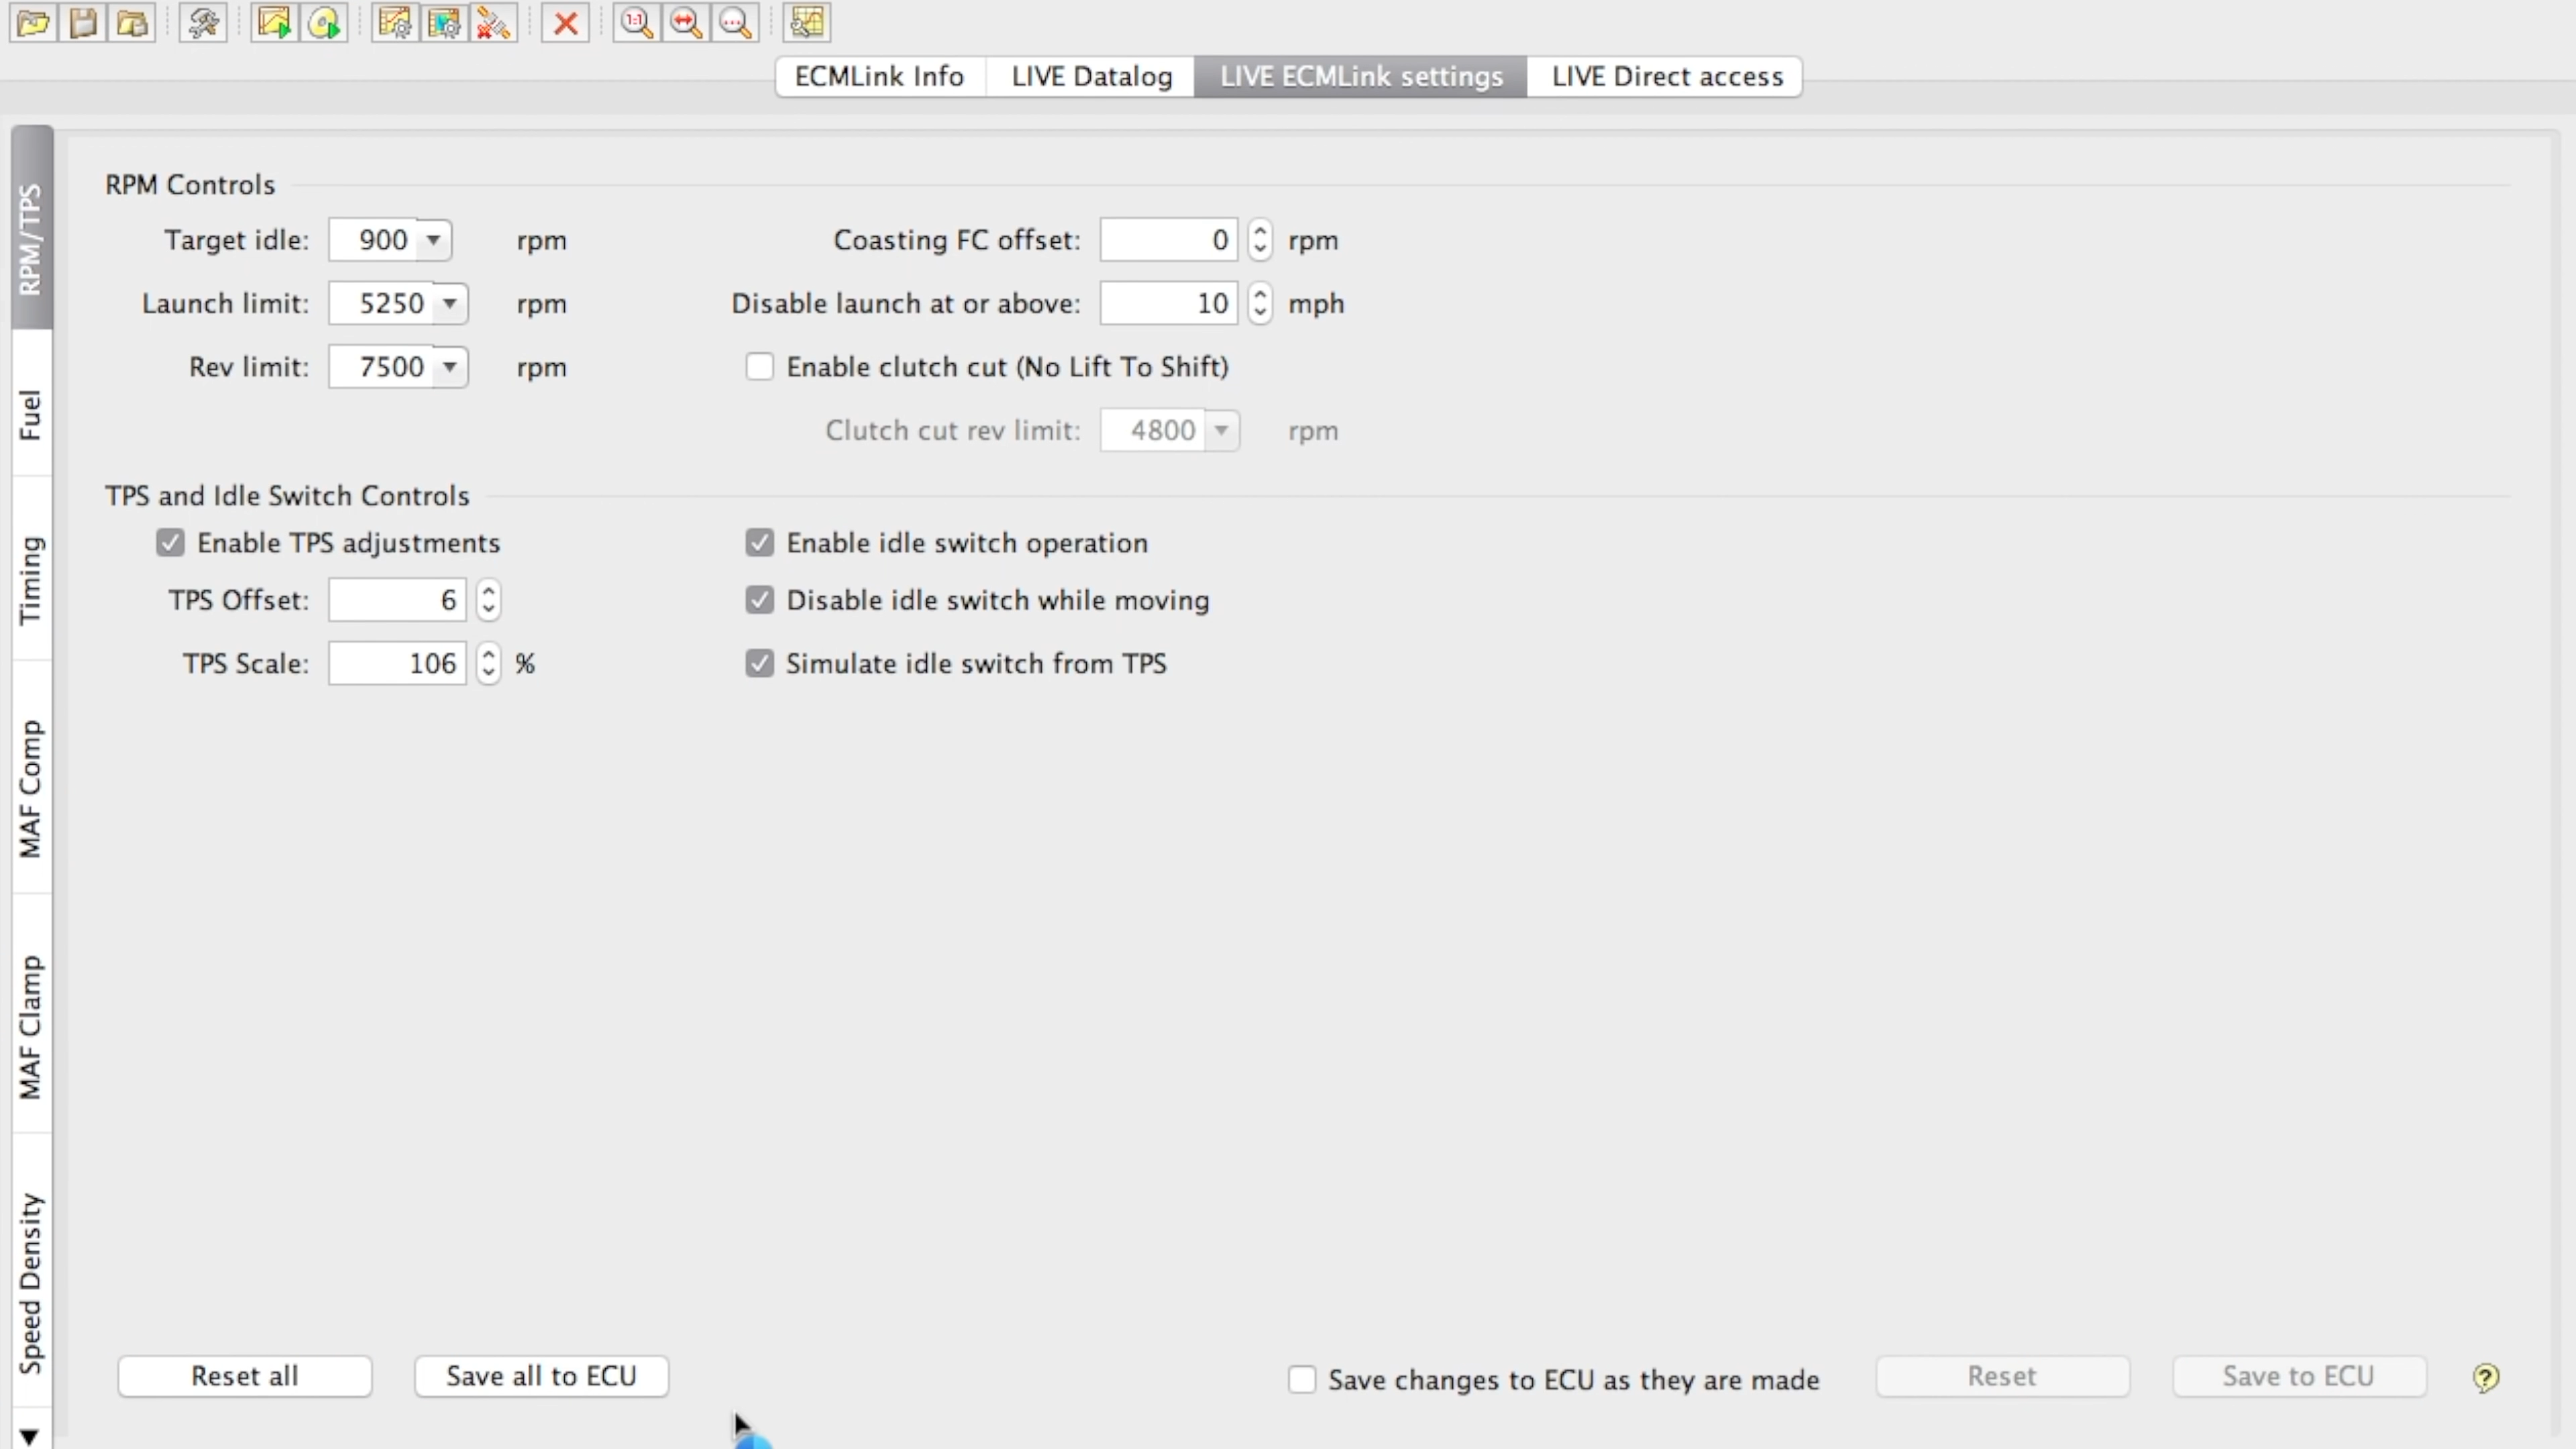 1:1
ECMLink Info LIVE Datalog LIVE ECMLink settings LIVE Direct access
RPM/TPS
Fuel
Timing
MAF Comp
MAF Clamp
Speed Density
RPM Controls
Target idle: 900 rpm Coasting FC offset: 0 rpm
Launch limit: 5250 rpm Disable launch at or above: 10 mph
Rev limit: 7500 rpm Enable clutch cut (No Lift To Shift)
Clutch cut rev limit: 4800 rpm
TPS and Idle Switch Controls
Enable TPS adjustments Enable idle switch operation
TPS Offset: 6 Disable idle switch while moving
TPS Scale: 106 % Simulate idle switch from TPS
Reset all Save all to ECU Save changes to ECU as they are made Reset Save to ECU ?